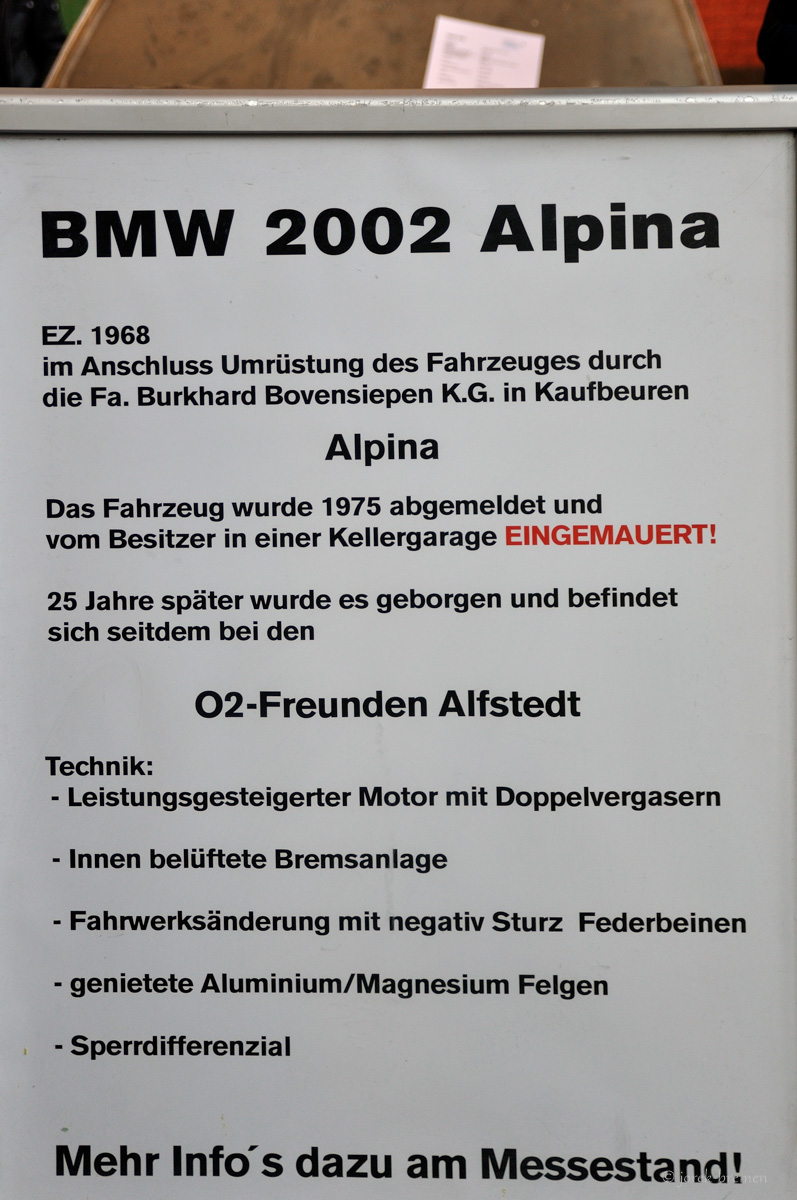 BMW 2002 Alpina
EZ. 1968
im Anschluss Umrüstung des Fahrzeuges durch
die Fa. Burkhard Bovensiepen K.G. in Kaufbeuren
Alpina
Das Fahrzeug wurde 1975 abgemeldet und
vom Besitzer in einer Kellergarage EINGEMAUERT!
25 Jahre später wurde es geborgen und befindet
sich seitdem bei den
O2-Freunden Alfstedt
Technik:
- Leistungsgesteigerter Motor mit Doppelvergasern
- Innen belüftete Bremsanlage
- Fahrwerksänderung mit negativ Sturz Federbeinen
- genietete Aluminium/Magnesium Felgen
- Sperrdifferenzial
Mehr Info´s dazu am Messestand!